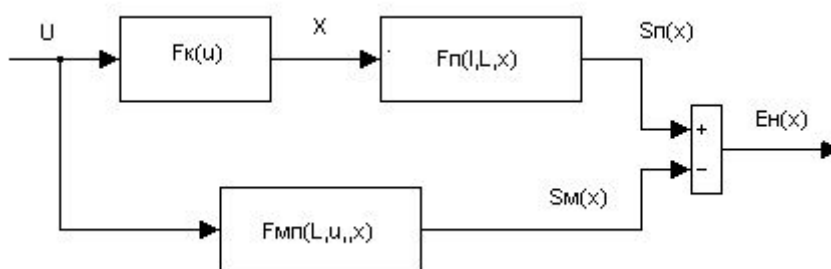 U
Fк(u)
X
Fп(l,L,x)
Sп(x)
+
−
Eн(x)
Sм(x)
Fмп(L,u,,x)